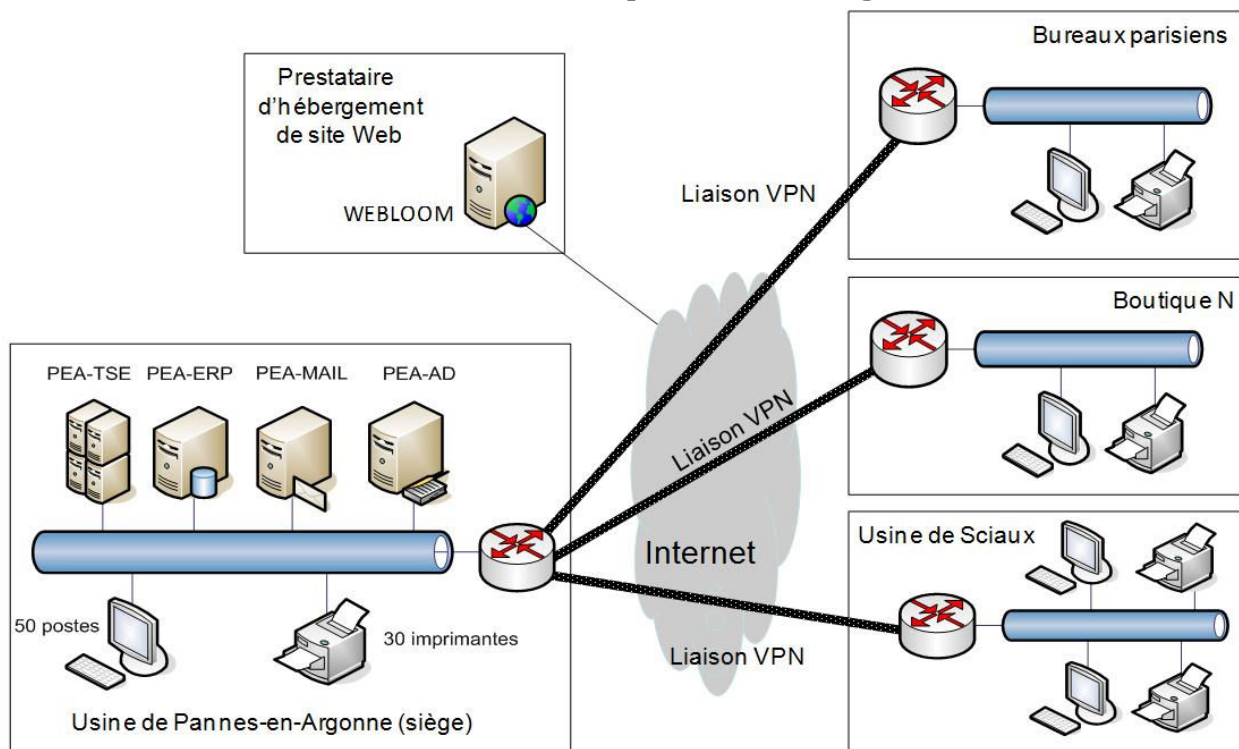 Bureaux parisiens
Prestataire
d'hébergement
de site Web
WEBLOOM
Liaison VPN
Boutique N
PEA-TSE PEA-ERP PEA-MAIL PEA-AD
Liaison VPN
Internet
Usine de Sciaux
50 postes
30 imprimantes
Liaison VPN
Usine de Pannes-en-Argonne (siège)